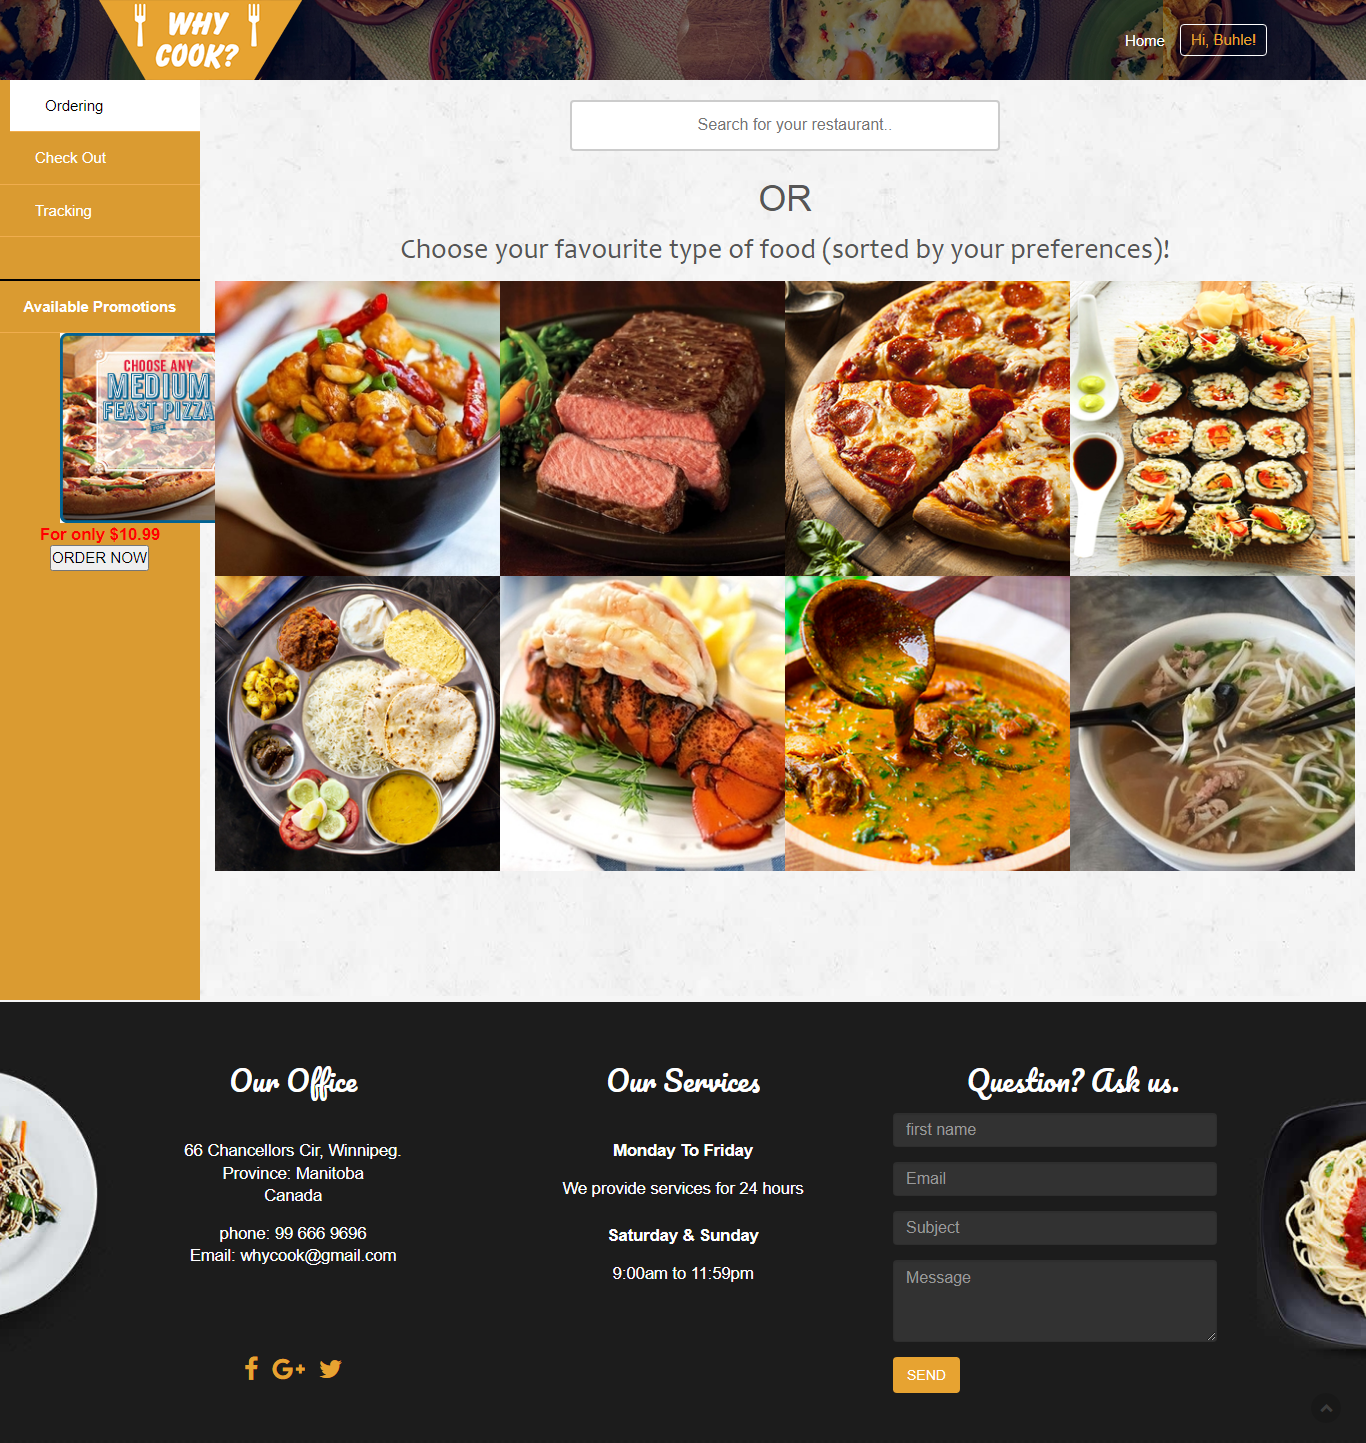 WHY
COOK?
Home
Hi, Buhle!
Ordering
Check Out
Tracking
Available Promotions
CHOOSE ANY
MEDIUM
FEAST PIZZA
For only $10.99
ORDER NOW
Search for your restaurant..
OR
Choose your favourite type of food (sorted by your preferences)!
Our Office
66 Chancellors Cir, Winnipeg.
Province: Manitoba
Canada
phone: 99 666 9696
Email: whycook@gmail.com
Our Services
Monday To Friday
We provide services for 24 hours
Saturday & Sunday
9:00am to 11:59pm
Question? Ask us.
first name
Email
Subject
Message
SEND